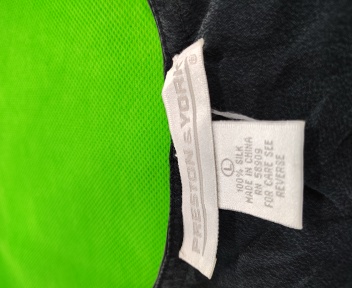 PRESTON & YORK®
L
100% SILK
MADE IN CHINA
RN 58909
FOR CARE SEE
REVERSE